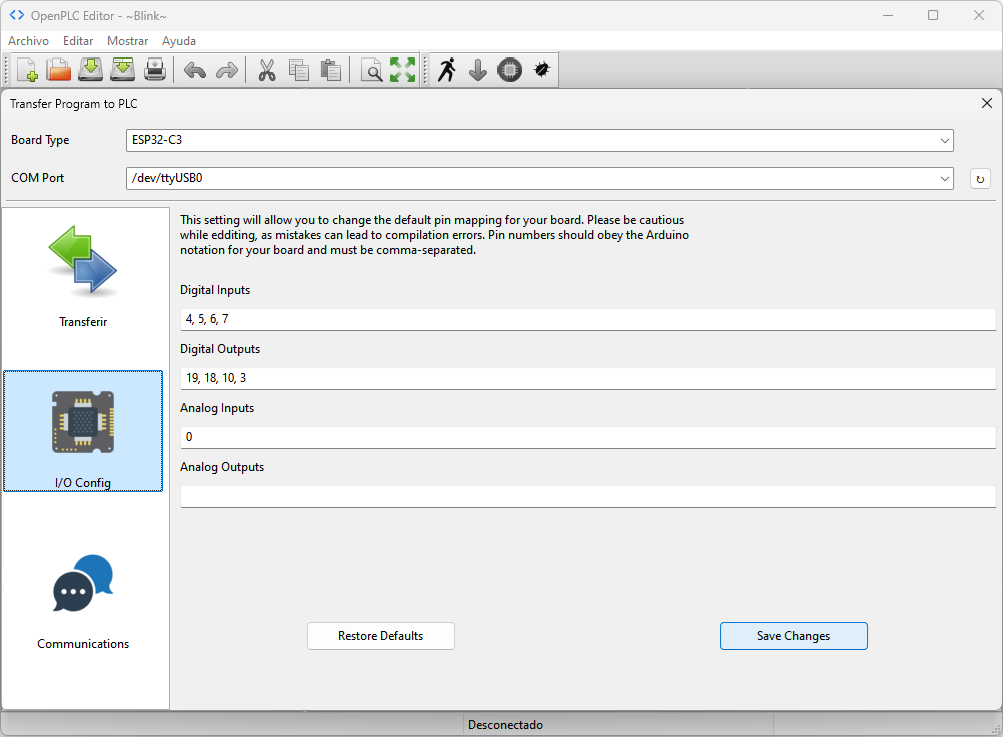 OpenPLC Editor - ~Blink~
Archivo Editar Mostrar Ayuda
Transfer Program to PLC
Board Type
ESP32-C3
COM Port
/dev/ttyUSB0
This setting will allow you to change the default pin mapping for your board. Please be cautious
while edditing, as mistakes can lead to compilation errors. Pin numbers should obey the Arduino
notation for your board and must be comma-separated.
Transferir
I/O Config
Communications
Digital Inputs
4, 5, 6, 7
Digital Outputs
19, 18, 10, 3
Analog Inputs
0
Analog Outputs
Restore Defaults
Save Changes
Desconectado